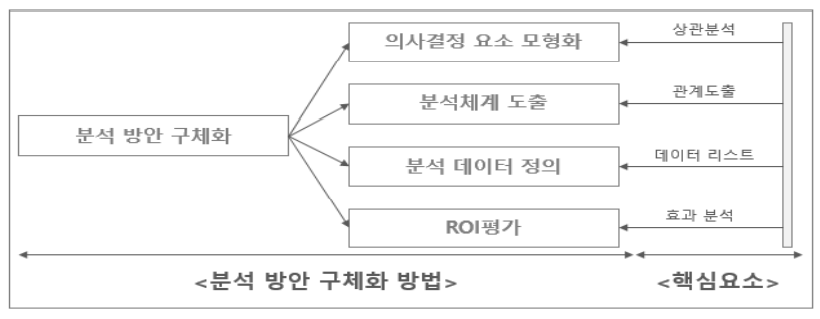 의사결정 요소 모형화
상관분석
분석체계 도출
관계도출
분석 방안 구체화
분석 데이터 정의
데이터 리스트
ROI평가
효과 분석
<분석 방안 구체화 방법>
<핵심요소>